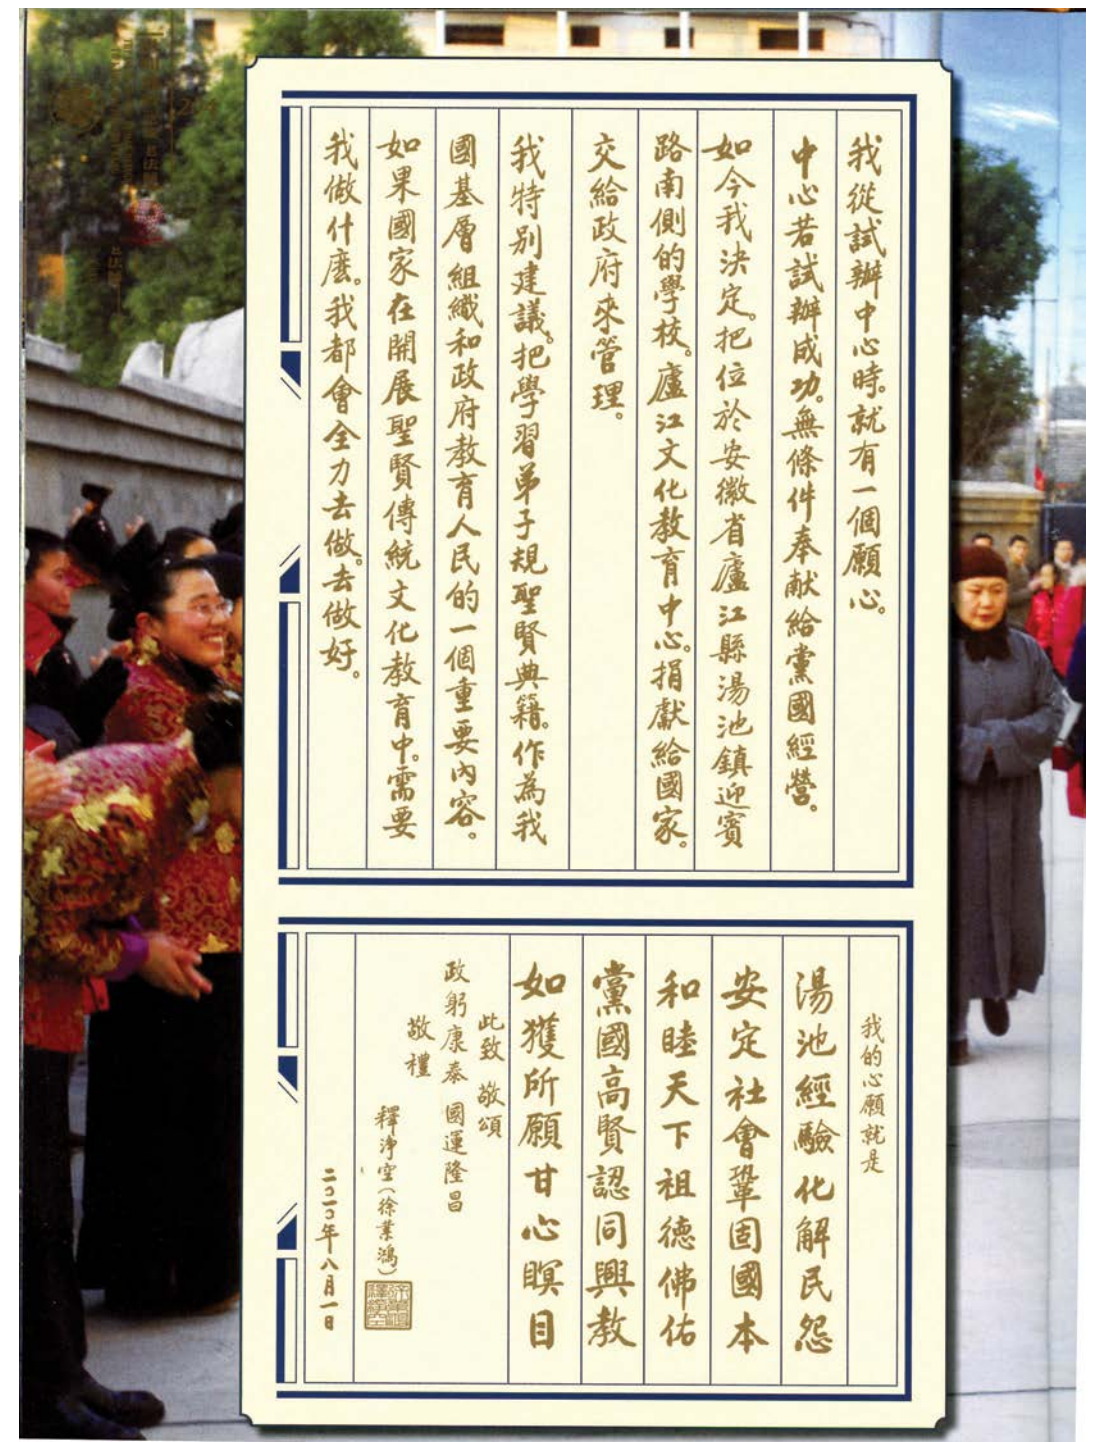 我從試辦中心時。就有一個願心。
中心若試辦成功。無條件奉献給黨國經營。
如今我決定。把位於安徽省廬江縣湯池鎮迎賓
路南側的學校。廬江文化教育中心。捐獻給國家。
交給政府來管理。
我特别建議。把學習弟子規聖賢典籍。作為我
國基層組織和政府教育人民的一個重要內容。
如果國家在開展聖賢傳統文化教育中。需要
我做什麽。我都會全力去做。去做好。
我的心願就是
湯池經驗化解民怨
安定社會鞏固國本
和睦天下祖德佛佑
黨國高賢認同興教
如獲所願甘心瞑目
此致 敬頌
政躬康泰 國運隆昌
敬禮
釋淨空(徐業鴻)
二〇一〇年八月一日